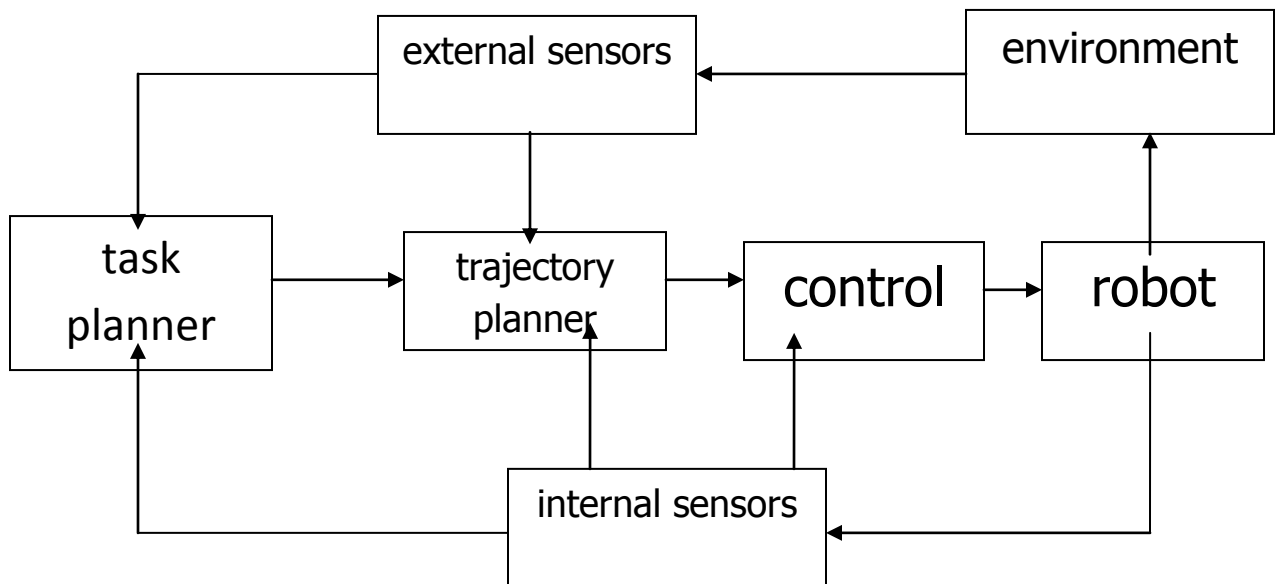 external sensors
environment
task
planner
trajectory
planner
control
robot
internal sensors